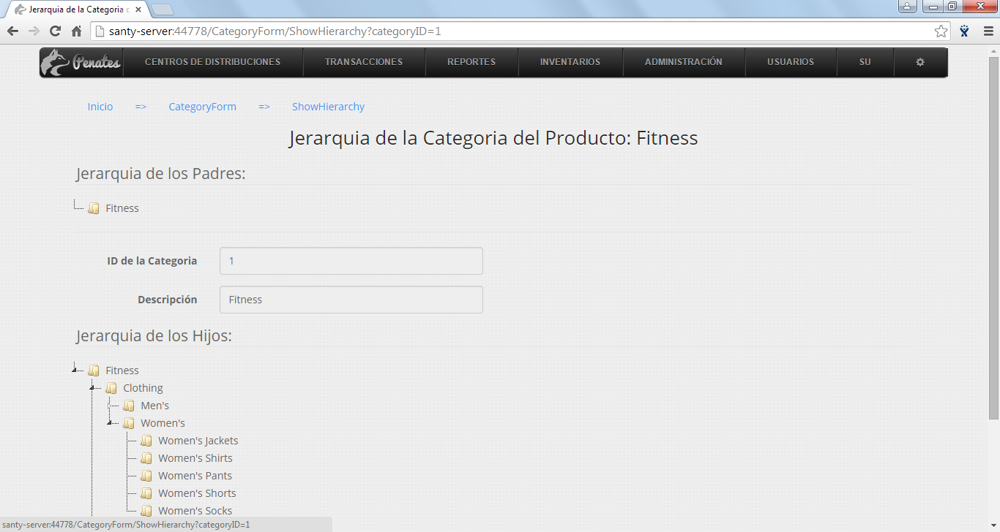 Jerarquia de la Categoria c
santy-server:44778/CategoryForm/ShowHierarchy?categoryID=1
Penates CENTROS DE DISTRIBUCIONES TRANSACCIONES REPORTES INVENTARIOS ADMINISTRACIÓN USUARIOS SU
Inicio => CategoryForm => ShowHierarchy
Jerarquia de la Categoria del Producto: Fitness
Jerarquia de los Padres:
Fitness
ID de la Categoria 1
Descripción Fitness
Jerarquia de los Hijos:
Fitness
Clothing
Men's
Women's
Women's Jackets
Women's Shirts
Women's Pants
Women's Shorts
Women's Socks
santy-server:44778/CategoryForm/ShowHierarchy?categoryID=1